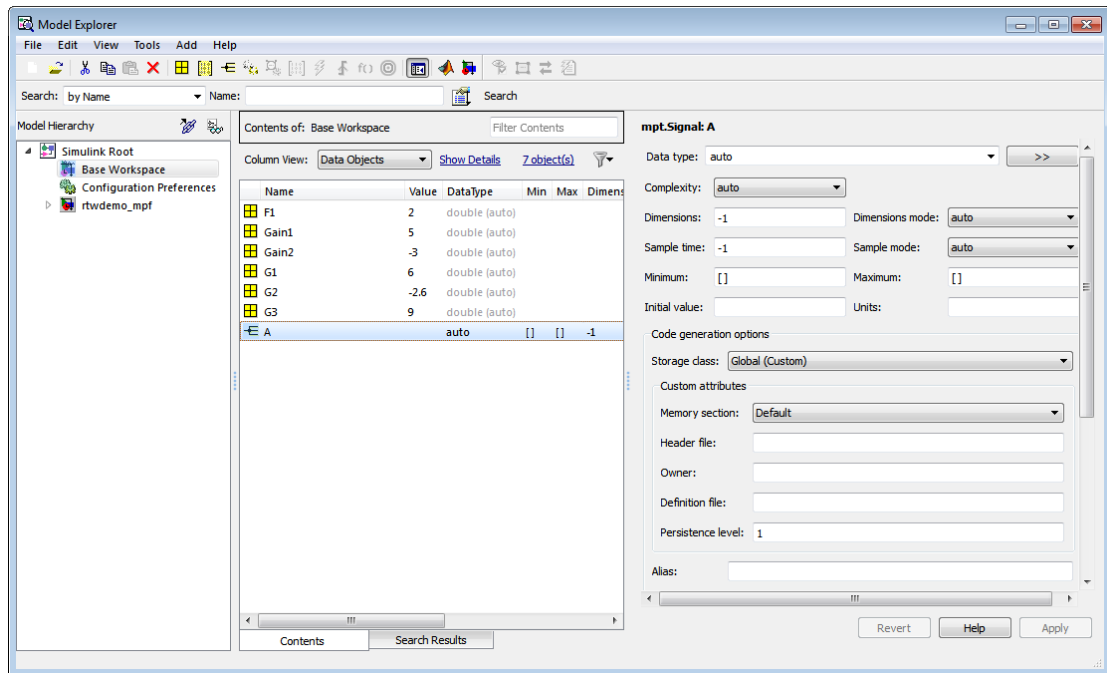 Model Explorer
File Edit View Tools Add Help
f()
Search: by Name Name: Search
Model Hierarchy
Simulink Root
Base Workspace
Configuration Preferences
rtwdemo_mpf
Contents of: Base Workspace Filter Contents
Column View: Data Objects Show Details 7 object(s)
Name Value DataType Min Max Dimens
F1 2 double (auto)
Gain1 5 double (auto)
Gain2 -3 double (auto)
G1 6 double (auto)
G2 -2.6 double (auto)
G3 9 double (auto)
A auto [] [] -1
Contents Search Results
mpt.Signal: A
Data type: auto >>
Complexity: auto
Dimensions: -1 Dimensions mode: auto
Sample time: -1 Sample mode: auto
Minimum: [] Maximum: []
Initial value: Units:
Code generation options
Storage class: Global (Custom)
Custom attributes
Memory section: Default
Header file:
Owner:
Definition file:
Persistence level: 1
Alias:
Revert Help Apply